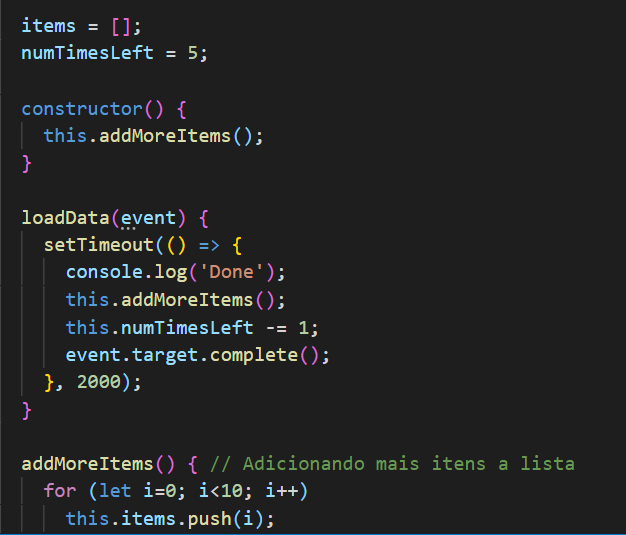 items = [];
numTimesLeft = 5;
constructor() {
this.addMoreItems();
}
loadData(event) {
setTimeout(() => {
console.log('Done');
this.addMoreItems();
this.numTimesLeft -= 1;
event.target.complete();
}, 2000);
}
addMoreItems() { // Adicionando mais itens a lista
for (let i=0; i<10; i++)
this.items.push(i);